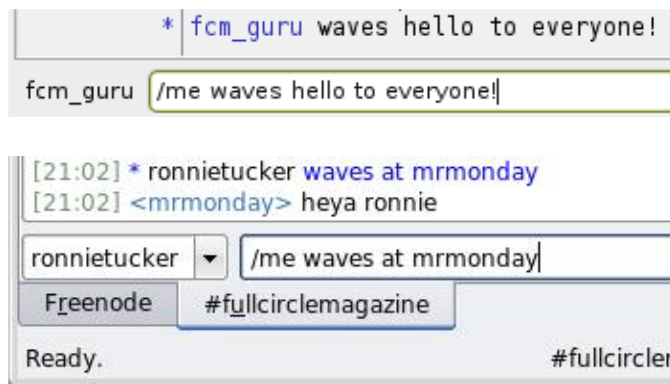 * fcm_guru waves hello to everyone!
fcm_guru /me waves hello to everyone!
[21:02] * ronnietucker waves at mrmonday
[21:02] <mrmonday> heya ronnie
ronnietucker /me waves at mrmonday
Freenode #fullcirclemagazine
Ready. #fullcircle